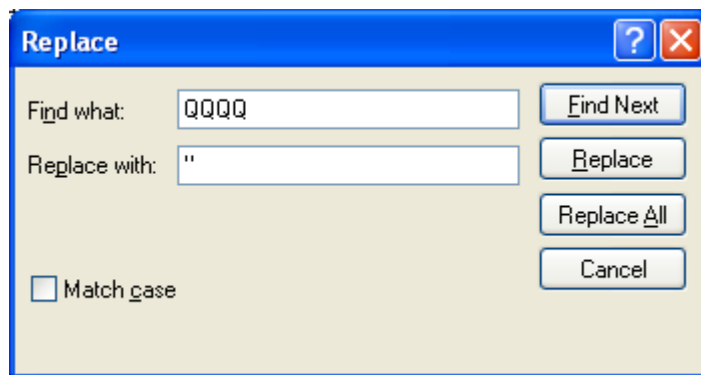 Replace
Find what: QQQQ
Replace with: "
Match case
Find Next
Replace
Replace All
Cancel